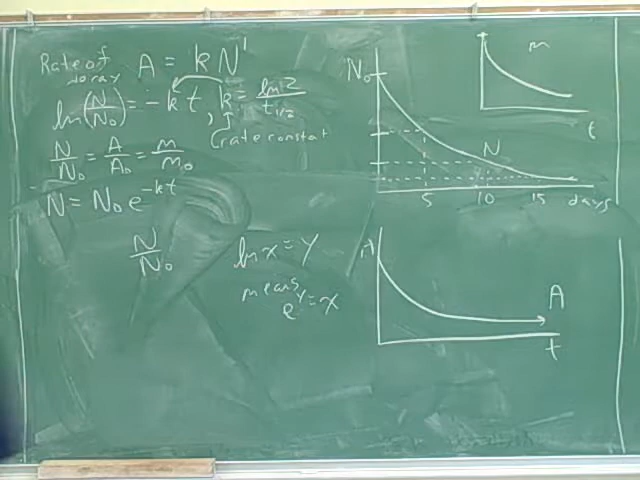 Rate of decay A = kN¹
ln(N/N₀) = -kt, k = ln2/t₁/₂
rate constant
N/N₀ = A/A₀ = m/m₀
N = N₀e^-kt
N/N₀
ln x = y
means
e^y = x
N₀
N
5 10 15 days
m
t
A
A
t